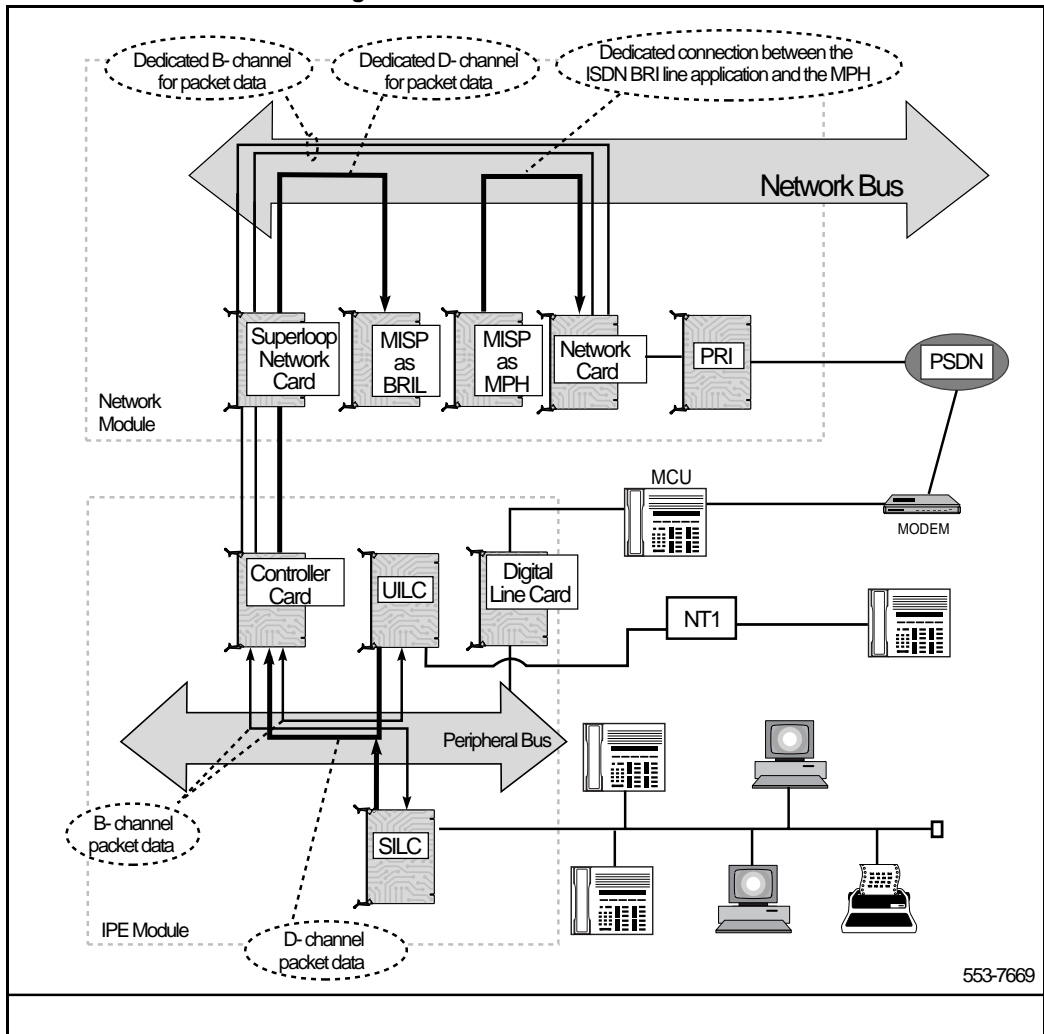 Dedicated B- channel
for packet data
Dedicated D- channel
for packet data
Dedicated connection between the
ISDN BRI line application and the MPH
Network Bus
Superloop
Network
Card
MISP
as
BRIL
MISP
as
MPH
Network
Card
PRI
PSDN
Network
Module
MCU
MODEM
Controller
Card
UILC
Digital
Line Card
NT1
Peripheral Bus
B- channel
packet data
SILC
IPE Module
D- channel
packet data
553-7669